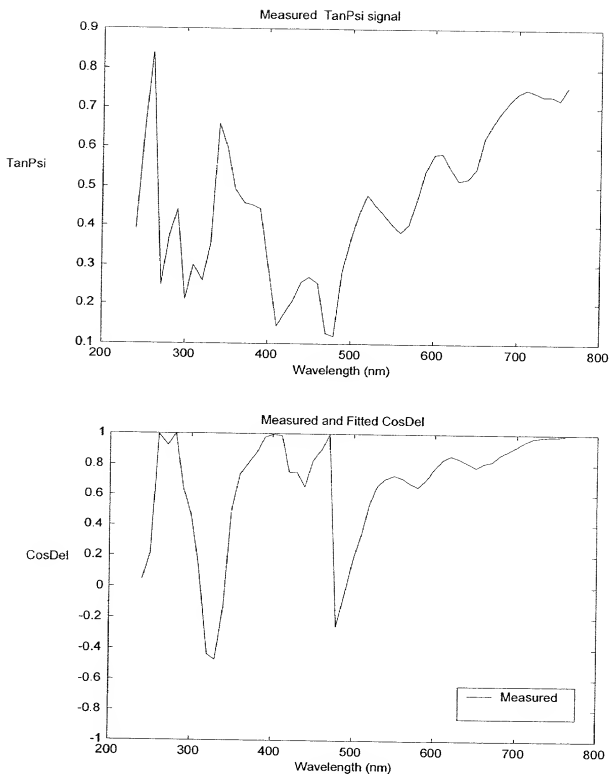 Measured TanPsi signal
0.9
0.8
0.7
0.6
TanPsi
0.5
0.4
0.3
0.2
0.1
200 300 400 500 600 700 800
Wavelength (nm)
Measured and Fitted CosDel
1
0.8
0.6
0.4
0.2
CosDel
0
-0.2
-0.4
-0.6
-0.8
-1
Measured
200 300 400 500 600 700 800
Wavelength (nm)